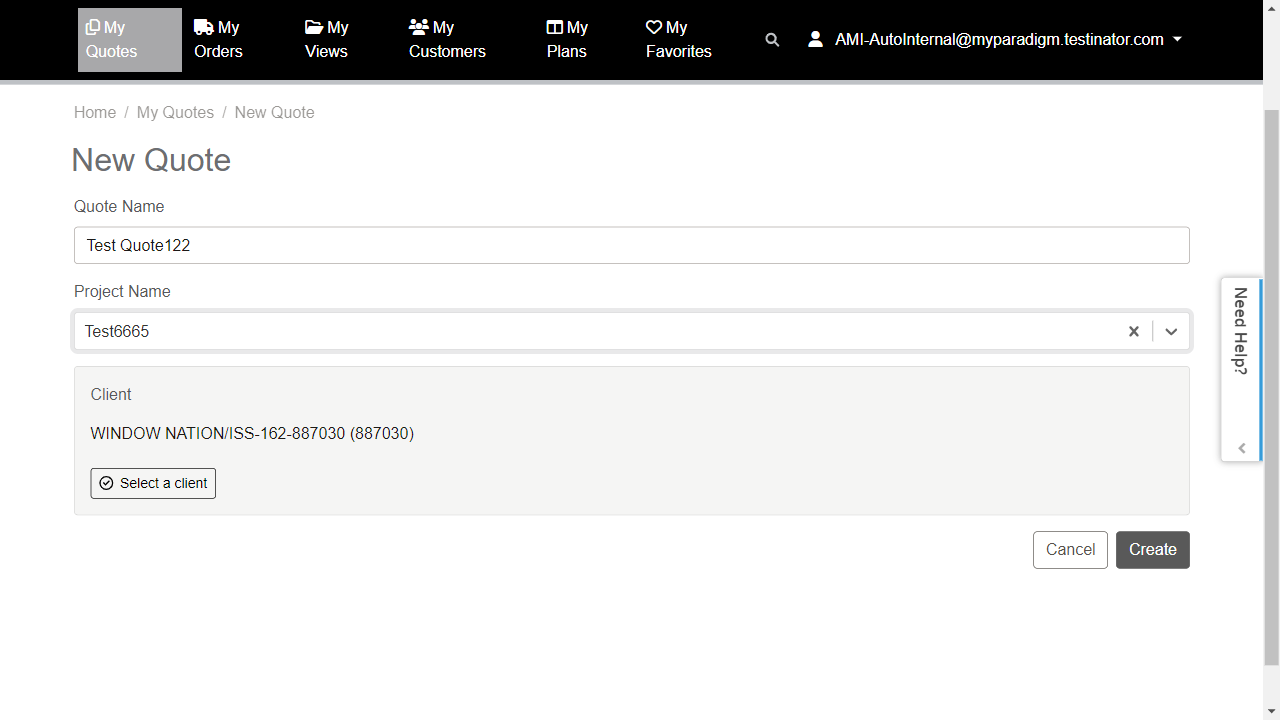 My Quotes
My Orders
My Views
My Customers
My Plans
My Favorites
AMI-AutoInternal@myparadigm.testinator.com
Home / My Quotes / New Quote
New Quote
Quote Name
Test Quote122
Project Name
Test6665
Client
WINDOW NATION/ISS-162-887030 (887030)
Select a client
Cancel
Create
Need Help?